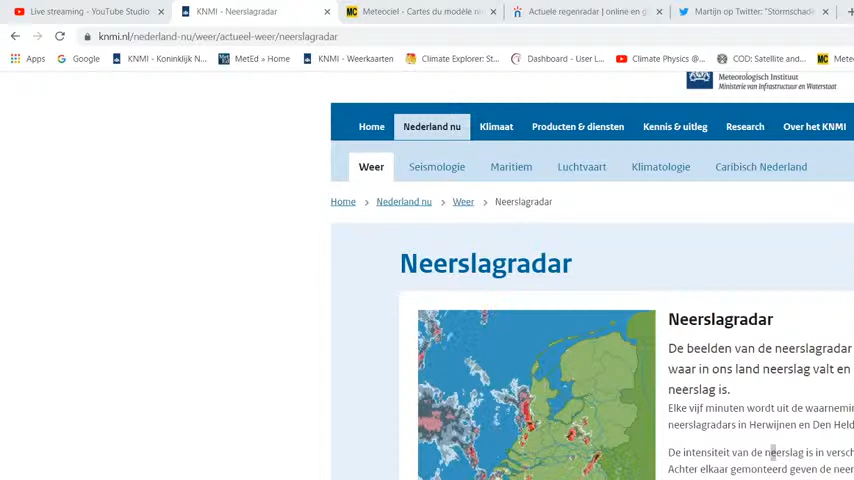 Live streaming - YouTube Studio
KNMI - Neerslagradar
Meteociel - Cartes du modèle
Actuele regenradar | online en g
Martijn op Twitter: "Stormschad
knmi.nl/nederland-nu/weer/actueel-weer/neerslagradar
Apps
Google
KNMI - Koninklijk N...
MetEd » Home
KNMI - Weerkaarten
Climate Explorer: St...
Dashboard - User L...
Climate Physics @...
COD: Satellite and...
Mete
Meteorologisch Instituut
Ministerie van Infrastructuur en Waterstaat
Home
Nederland nu
Klimaat
Producten & diensten
Kennis & uitleg
Research
Over het KNMI
Weer
Seismologie
Maritiem
Luchtvaart
Klimatologie
Caribisch Nederland
Home > Nederland nu > Weer > Neerslagradar
Neerslagradar
Neerslagradar
De beelden van de neerslagradar
waar in ons land neerslag valt en
neerslag is.
Elke vijf minuten wordt uit de waarnemin
neerslagradars in Herwijnen en Den Held
De intensiteit van de neerslag is in versch
Achter elkaar gemonteerd geven de neer